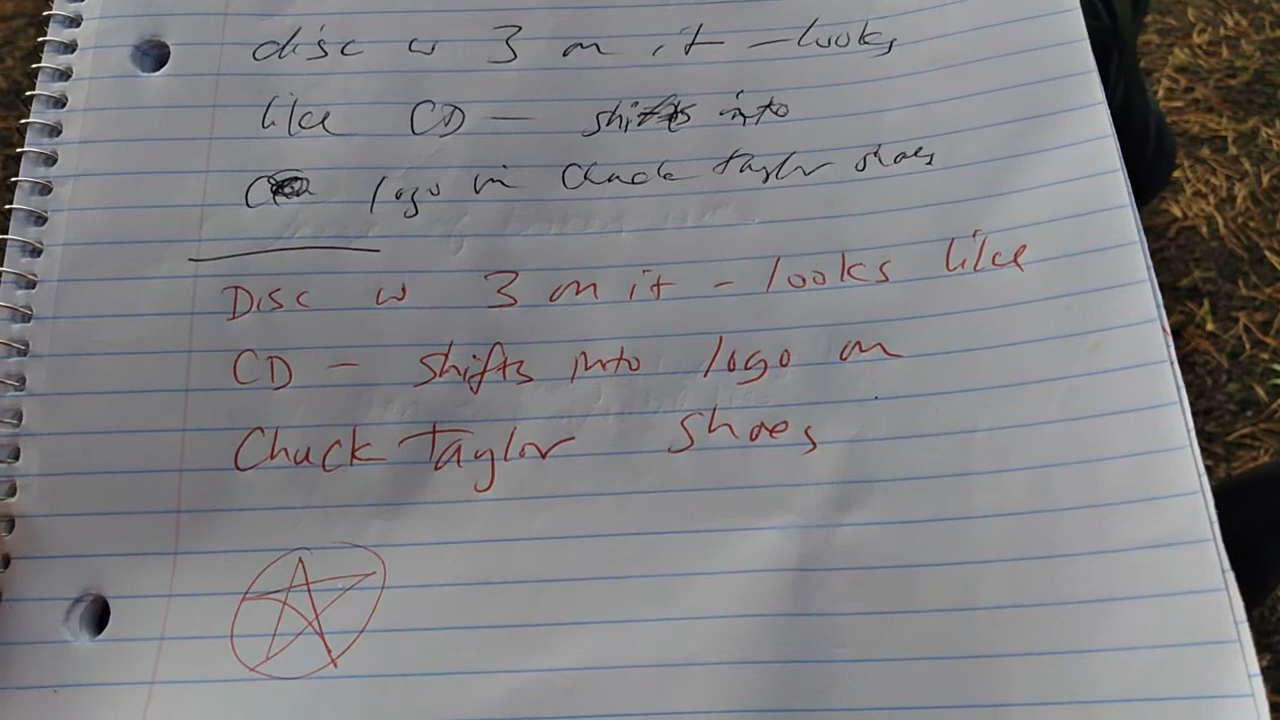 disc w 3 on it - looks
like CD - shifts into
logo on Chuck Taylor shoes
Disc w 3 on it - looks like
CD - shifts into logo on
Chuck Taylor shoes